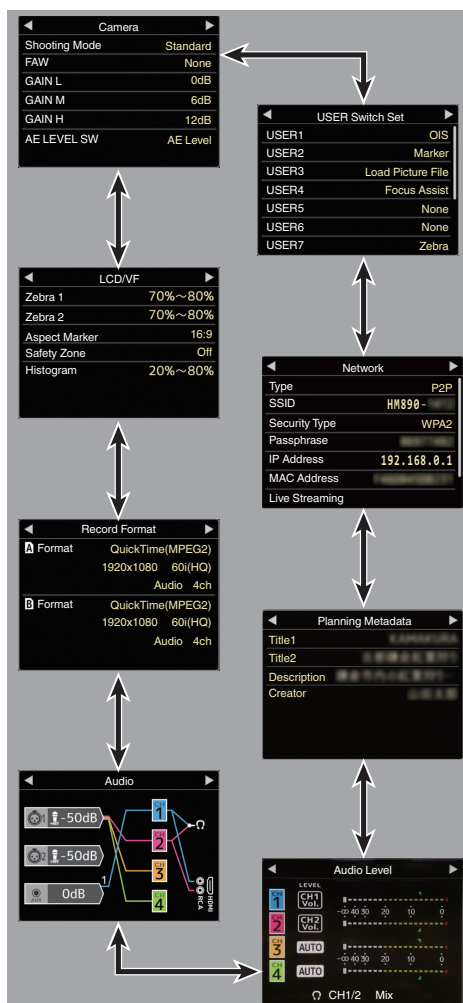 Camera
Shooting Mode Standard
FAW None
GAIN L 0dB
GAIN M 6dB
GAIN H 12dB
AE LEVEL SW AE Level
USER Switch Set
USER1 OIS
USER2 Marker
USER3 Load Picture File
USER4 Focus Assist
USER5 None
USER6 None
USER7 Zebra
LCD/VF
Zebra 1 70%～80%
Zebra 2 70%～80%
Aspect Marker 16:9
Safety Zone Off
Histogram 20%～80%
Network
Type P2P
SSID HM890-
Security Type WPA2
Passphrase
IP Address 192.168.0.1
MAC Address
Live Streaming
Record Format
A Format QuickTime(MPEG2)
1920x1080 60i(HQ)
Audio 4ch
B Format QuickTime(MPEG2)
1920x1080 60i(HQ)
Audio 4ch
Planning Metadata
Title1
Title2
Description
Creator
Audio
1 -50dB
2 -50dB
AUX 0dB
1
CH 1
CH 2
CH 3
CH 4
RCA
HDMI
Audio Level
LEVEL
CH 1 CH1 Vol.
CH 2 CH2 Vol.
-∞ 40 30 20 10 0
CH 3 AUTO
CH 4 AUTO
-∞ 40 30 20 10 0
CH1/2 Mix